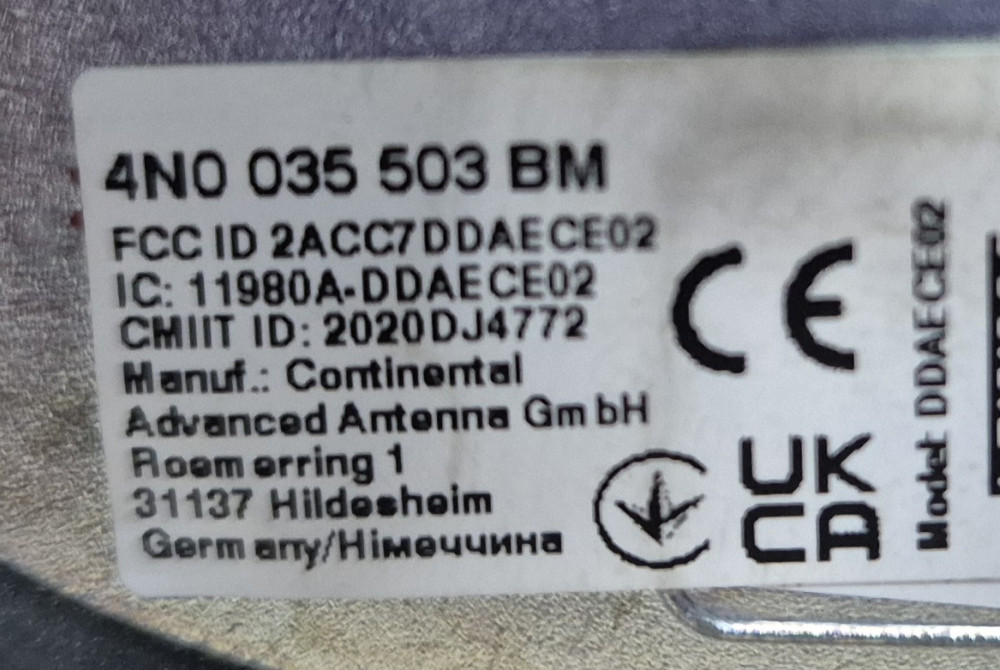 4N0 035 503 BM
FCC ID 2ACC7DDAECE02
IC: 11980A-DDAECE02
CMIIT ID: 2020DJ4772
Manuf.: Continental
Advanced Antenna GmbH
Roemerring 1
31137 Hildesheim
Germany/Німеччина
CE
UK
CA
Model: DDAECE02